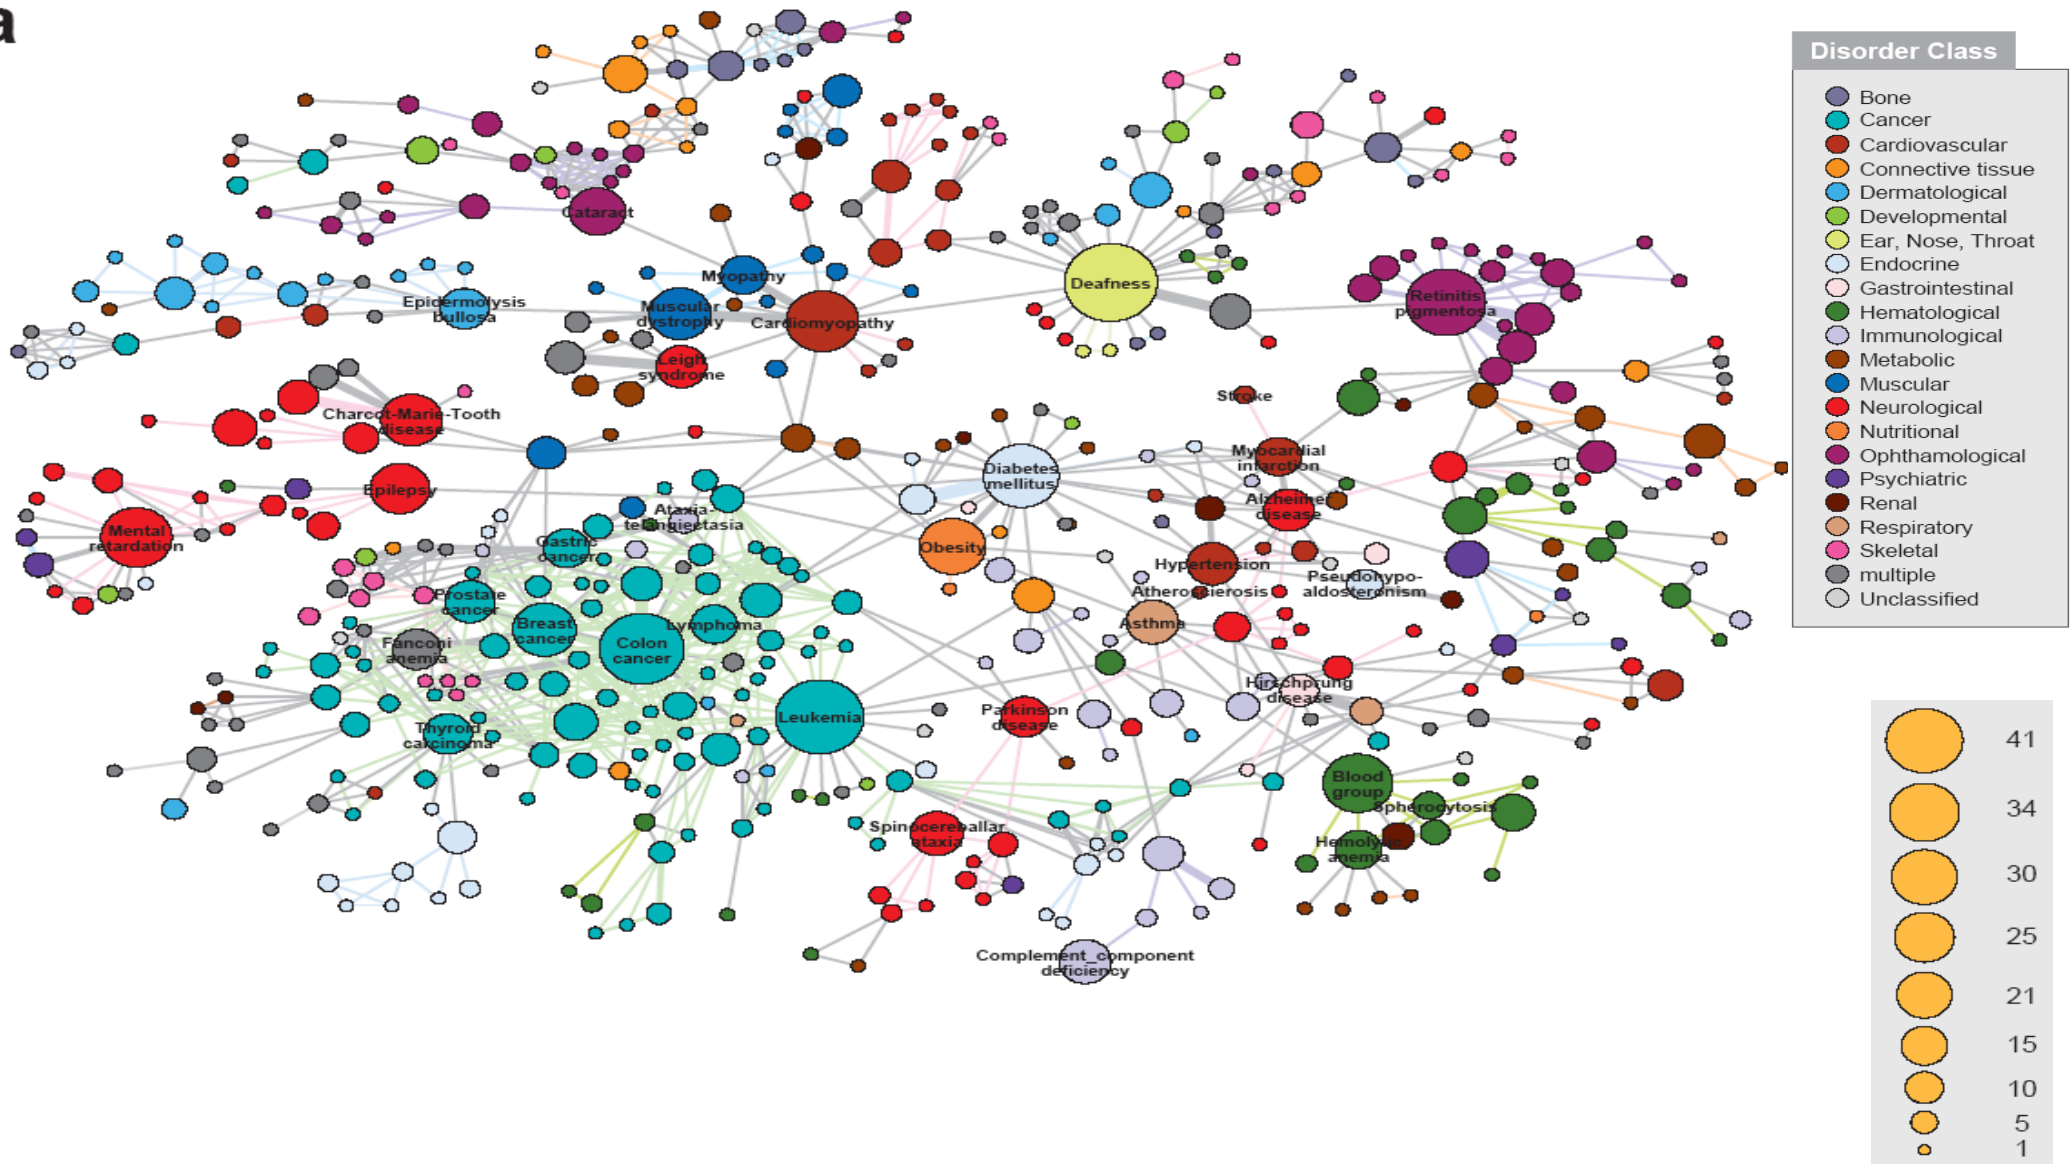 a
Disorder Class
Bone
Cancer
Cardiovascular
Connective tissue
Dermatological
Developmental
Ear, Nose, Throat
Endocrine
Gastrointestinal
Hematological
Immunological
Metabolic
Muscular
Neurological
Nutritional
Ophthamological
Psychiatric
Renal
Respiratory
Skeletal
multiple
Unclassified
Cataract
Myopathy
Epidermolysis
bullosa
Muscular
dystrophy
Cardiomyopathy
Deafness
Retinitis
pigmentosa
Leigh
syndrome
Charcot-Marie-Tooth
disease
Stroke
Myocardial
infarction
Diabetes
mellitus
Epilepsy
Alzheimer
disease
Ataxia-
telangiectasia
Mental
retardation
Gastric
cancer
Obesity
Hypertension
Pseudohypo-
aldosteronism
Atherosclerosis
Prostate
cancer
Breast
cancer
Lymphoma
Asthma
Fanconi
anemia
Colon
cancer
Hirschprung
disease
Leukemia
Parkinson
disease
Thyroid
carcinoma
Blood
group
Spherocytosis
Spinocereballar
ataxia
Hemolytic
anemia
Complement_component
deficiency
41
34
30
25
21
15
10
5
1